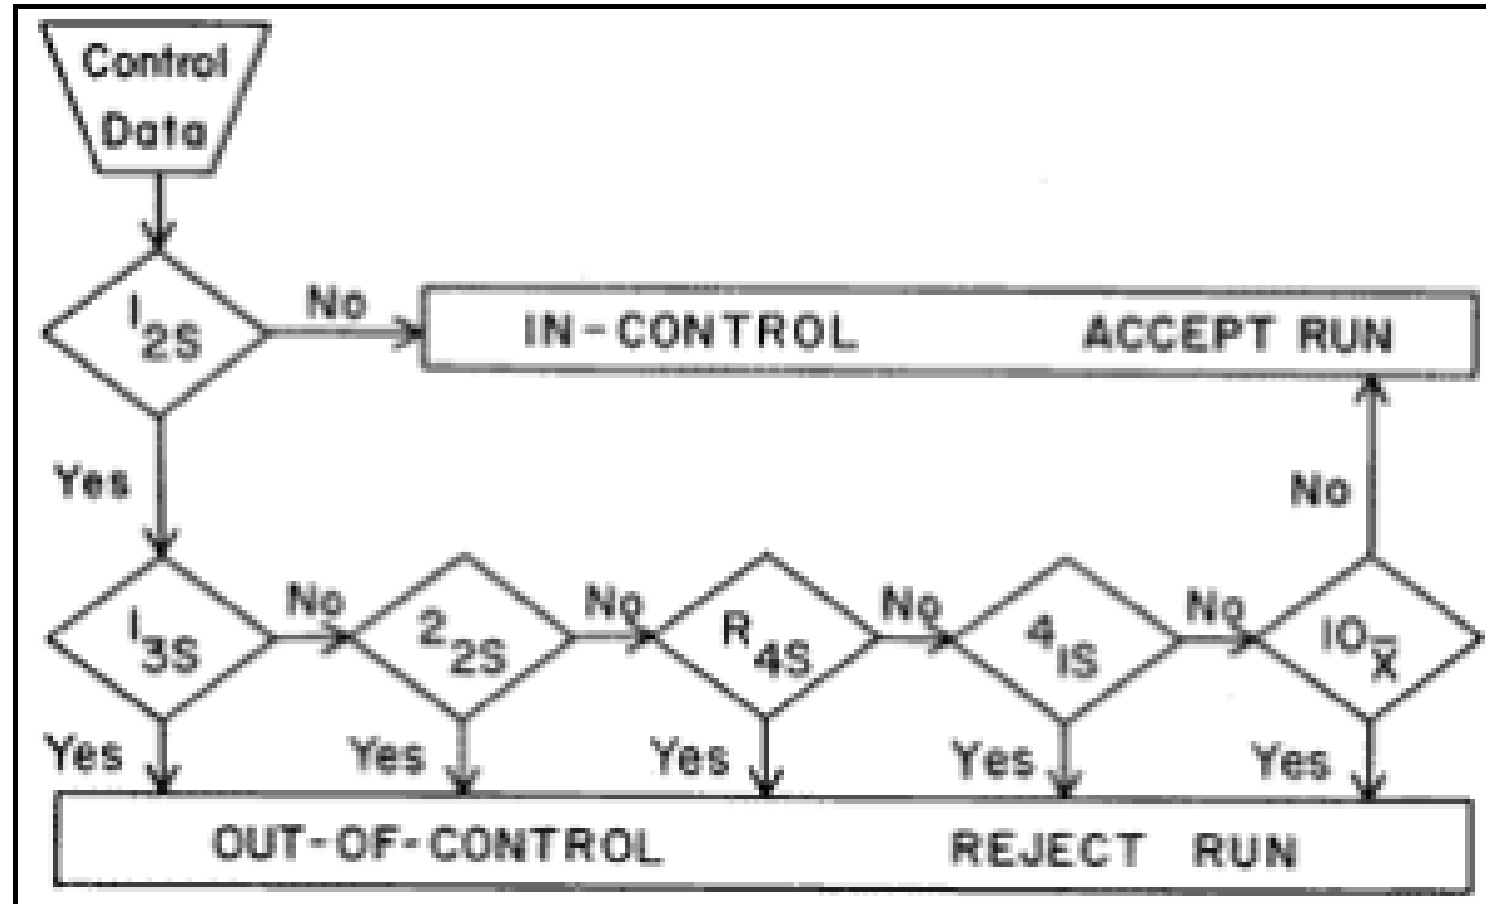 Control
Data
1₂S No IN-CONTROL ACCEPT RUN
Yes No
1₃S No 2₂S No R₄S No 4₁S No 10x̄
Yes Yes Yes Yes Yes
OUT-OF-CONTROL REJECT RUN